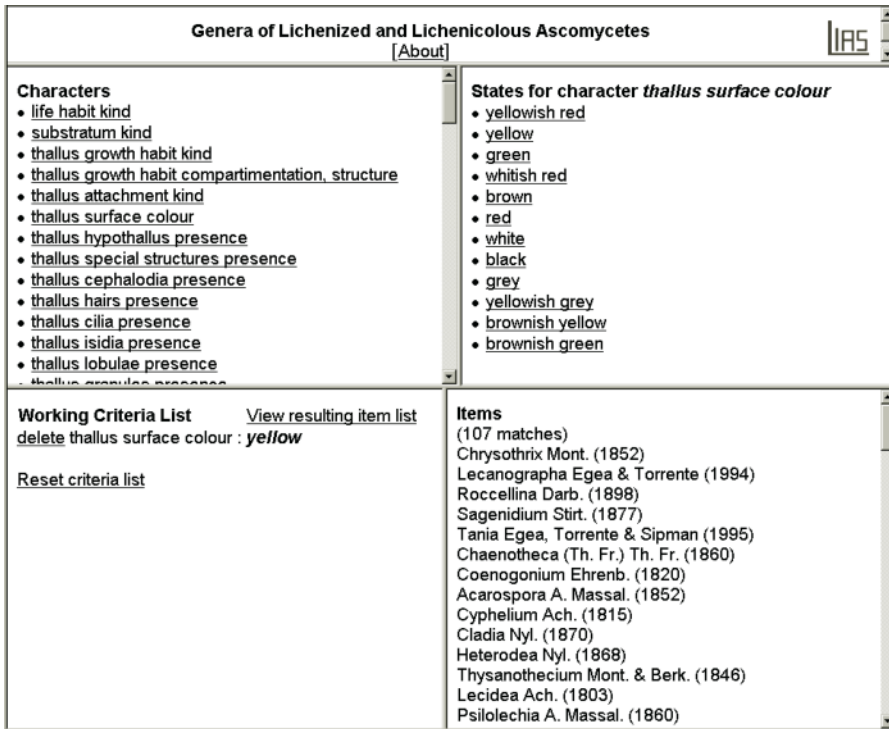 Genera of Lichenized and Lichenicolous Ascomycetes
[About]
LIAS
Characters
• life habit kind
• substratum kind
• thallus growth habit kind
• thallus growth habit compartimentation, structure
• thallus attachment kind
• thallus surface colour
• thallus hypothallus presence
• thallus special structures presence
• thallus cephalodia presence
• thallus hairs presence
• thallus cilia presence
• thallus isidia presence
• thallus lobulae presence
• thallus granules presence
States for character thallus surface colour
• yellowish red
• yellow
• green
• whitish red
• brown
• red
• white
• black
• grey
• yellowish grey
• brownish yellow
• brownish green
Working Criteria List View resulting item list
delete thallus surface colour : yellow
Reset criteria list
Items
(107 matches)
Chrysothrix Mont. (1852)
Lecanographa Egea & Torrente (1994)
Roccellina Darb. (1898)
Sagenidium Stirt. (1877)
Tania Egea, Torrente & Sipman (1995)
Chaenotheca (Th. Fr.) Th. Fr. (1860)
Coenogonium Ehrenb. (1820)
Acarospora A. Massal. (1852)
Cyphelium Ach. (1815)
Cladia Nyl. (1870)
Heterodea Nyl. (1868)
Thysanothecium Mont. & Berk. (1846)
Lecidea Ach. (1803)
Psilolechia A. Massal. (1860)